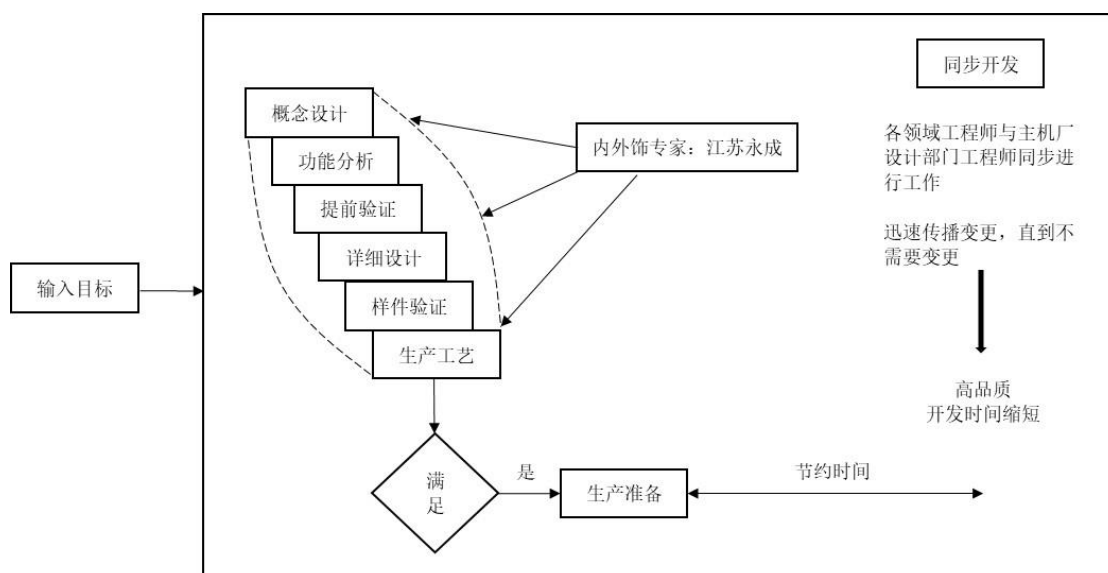 同步开发
概念设计
功能分析
提前验证
详细设计
样件验证
生产工艺
内外饰专家：江苏永成
各领域工程师与主机厂
设计部门工程师同步进
行工作
迅速传播变更，直到不
需要变更
输入目标
高品质
开发时间缩短
满
足
是
生产准备
节约时间